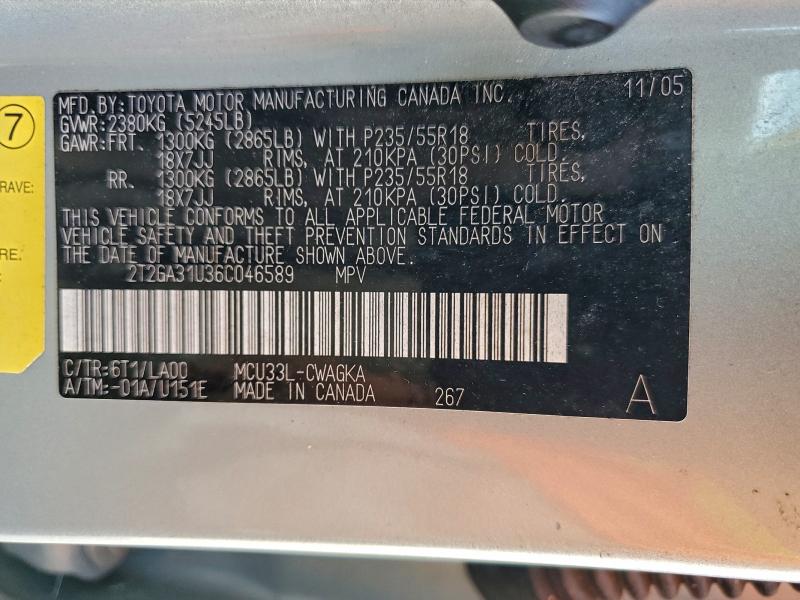 7
RAVE:
RE.
MFD.BY:TOYOTA MOTOR MANUFACTURING CANADA INC. 11/05
GVWR:2380KG (5245LB)
GAWR:FRT. 1300KG (2865LB) WITH P235/55R18 TIRES,
18X7JJ RIMS, AT 210KPA (30PSI) COLD.
RR. 1300KG (2865LB) WITH P235/55R18 TIRES,
18X7JJ RIMS, AT 210KPA (30PSI) COLD.
THIS VEHICLE CONFORMS TO ALL APPLICABLE FEDERAL MOTOR
VEHICLE SAFETY AND THEFT PREVENTION STANDARDS IN EFFECT ON
THE DATE OF MANUFACTURE SHOWN ABOVE.
2T2GA31U36C046589 MPV
C/TR:6T1/LA00 MCU33L-CWAGKA
A/TM:-01A/U151E MADE IN CANADA 267 A